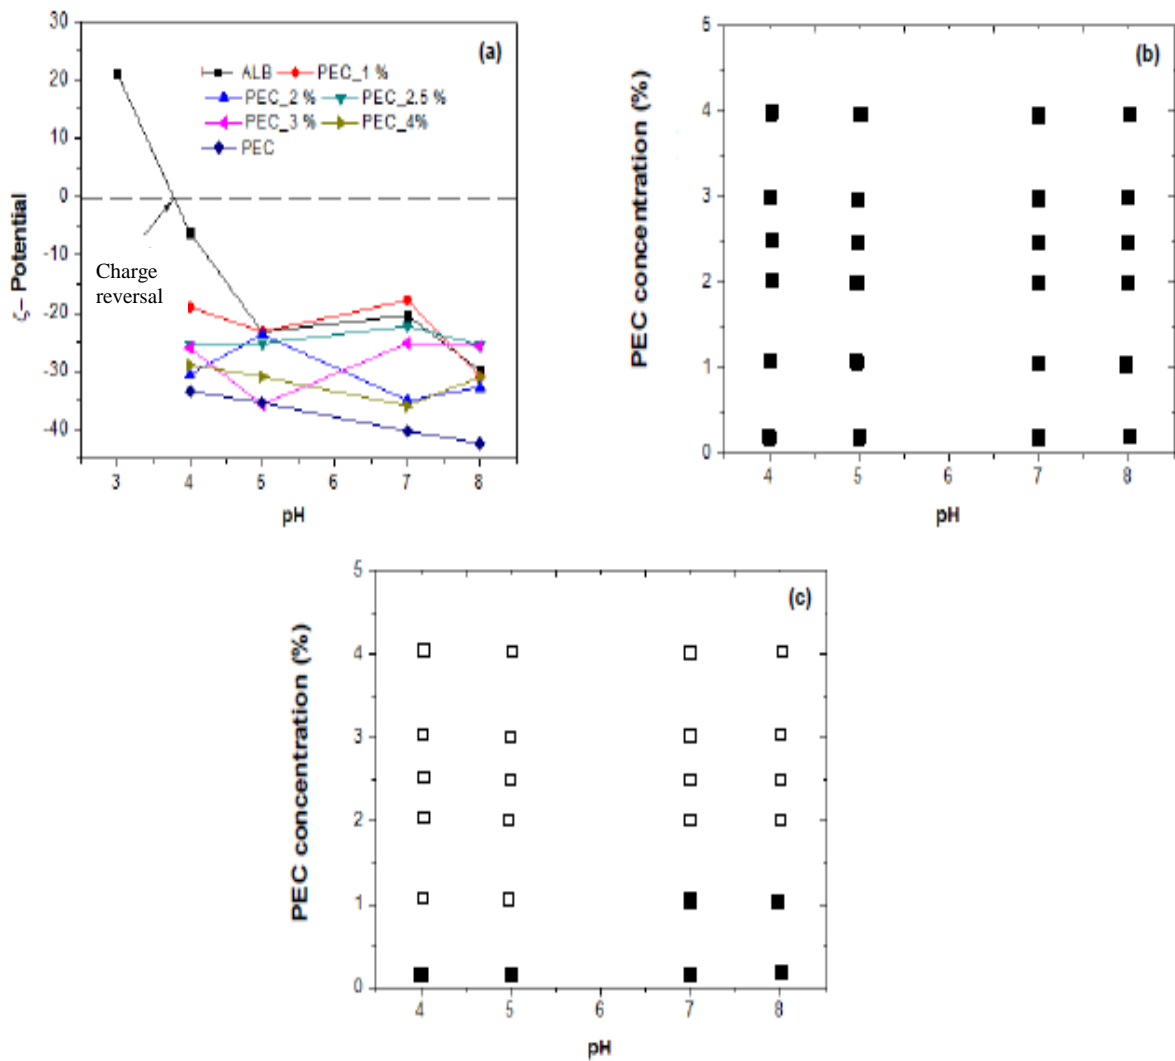 (a)
30
20
10
0
-10
-20
-30
-40
ζ– Potential
ALB PEC_1 %
PEC_2 % PEC_2.5 %
PEC_3 % PEC_4%
PEC
Charge
reversal
3 4 5 7 8
pH
(b)
5
4
3
2
1
0
PEC concentration (%)
4 5 6 7 8
pH
(c)
5
4
3
2
1
0
PEC concentration (%)
4 5 6 7 8
pH